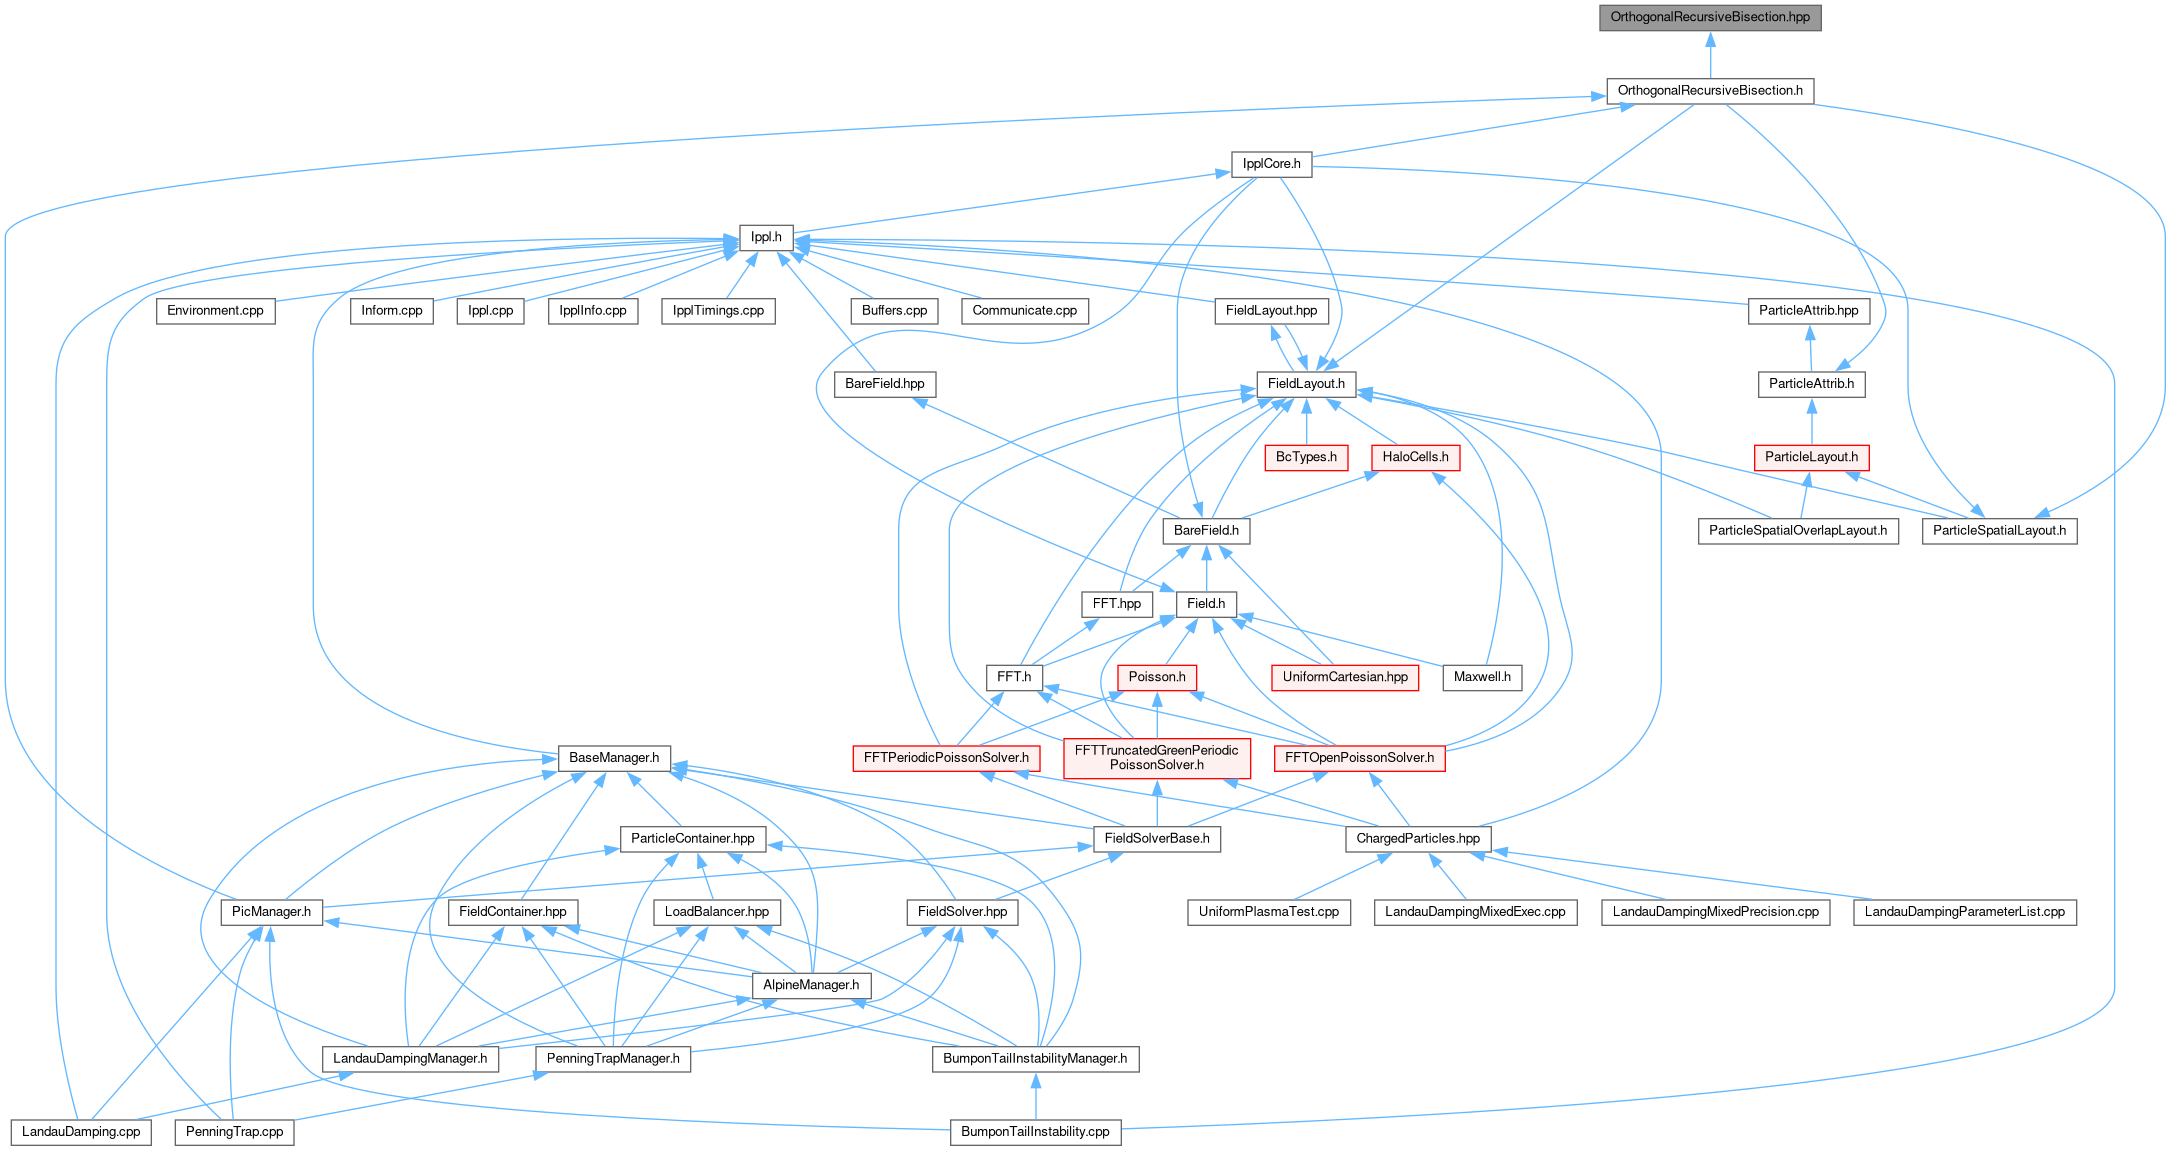 OrthogonalRecursiveBisection.hpp
OrthogonalRecursiveBisection.h
IpplCore.h
Ippl.h
Environment.cpp
Inform.cpp
Ippl.cpp
IpplInfo.cpp
IpplTimings.cpp
Buffers.cpp
Communicate.cpp
FieldLayout.hpp
ParticleAttrib.hpp
BareField.hpp
FieldLayout.h
ParticleAttrib.h
BcTypes.h
HaloCells.h
ParticleLayout.h
BareField.h
ParticleSpatialOverlapLayout.h
ParticleSpatialLayout.h
FFT.hpp
Field.h
FFT.h
Poisson.h
UniformCartesian.hpp
Maxwell.h
BaseManager.h
FFTPeriodicPoissonSolver.h
FFTTruncatedGreenPeriodic
PoissonSolver.h
FFTOpenPoissonSolver.h
ParticleContainer.hpp
FieldSolverBase.h
ChargedParticles.hpp
PicManager.h
FieldContainer.hpp
LoadBalancer.hpp
FieldSolver.hpp
UniformPlasmaTest.cpp
LandauDampingMixedExec.cpp
LandauDampingMixedPrecision.cpp
LandauDampingParameterList.cpp
AlpineManager.h
LandauDampingManager.h
PenningTrapManager.h
BumponTailInstabilityManager.h
LandauDamping.cpp
PenningTrap.cpp
BumponTailInstability.cpp